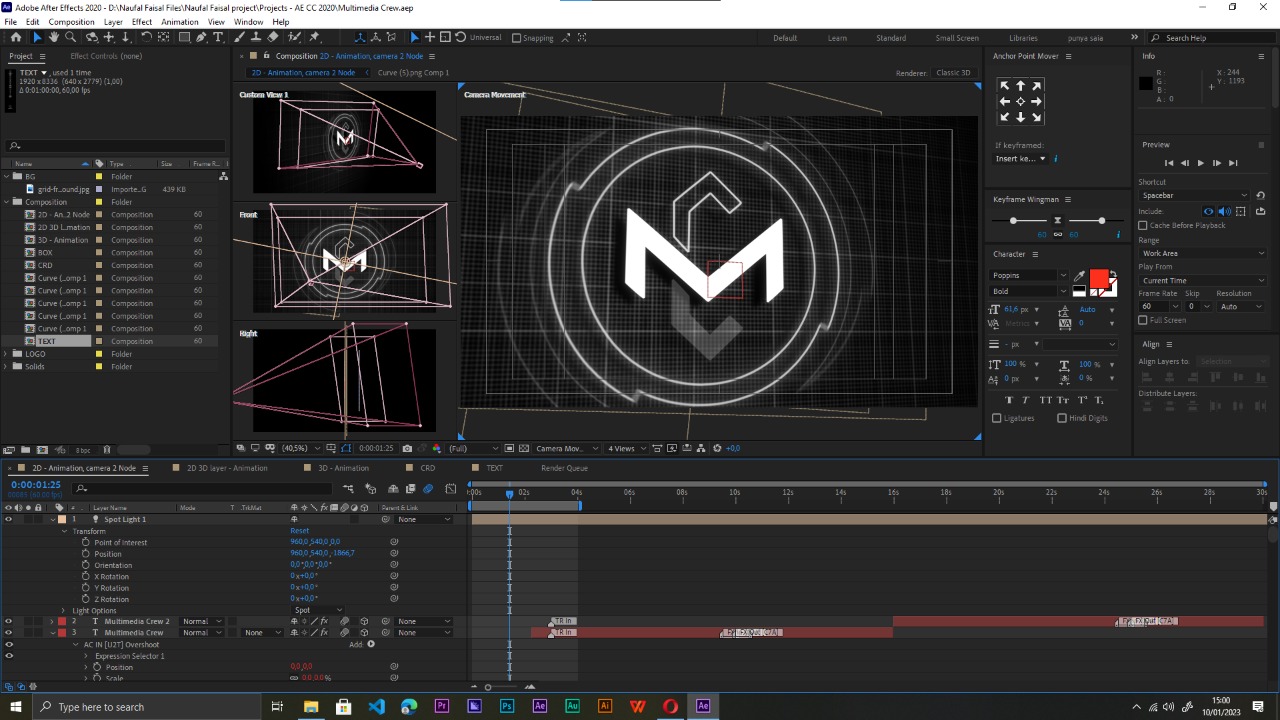 Adobe After Effects CC 2020 - D:\Naufal Faisal Files\Naufal Faisal project\Projects - AE CC 2020\Multimedia Crew.aep
File Edit Composition Layer Effect Animation View Window Help
Universal Snapping Default Learn Standard Small Screen Libraries punya saya Search Help
Project Effect Controls (none)
TEXT , used 1 time
1920 x 8336 (640 x 2779) (1,00)
Δ 0:01:00:00, 60,00 fps
Name Type Size Frame R...
BG Folder
grid-fr...ound.jpg Importe...G 439 KB
Composition Folder
2D - An...2 Node Composition 60
2D 3D l...mation Composition 60
3D - Animation Composition 60
BOX Composition 60
CRD Composition 60
Curve (...omp 1 Composition 60
Curve (...omp 1 Composition 60
Curve (...omp 1 Composition 60
Curve (...omp 1 Composition 60
Curve (...omp 1 Composition 60
TEXT Composition 60
LOGO Folder
Solids Folder
8 bpc
Composition 2D - Animation, camera 2 Node
2D - Animation, camera 2 Node Curve (5).png Comp 1
Renderer: Classic 3D
Custom View 1
Front
Right
Camera Movement
(40,5%) 0:00:01:25 (Full) Camera Mov... 4 Views +0,0
Anchor Point Mover
If keyframed:
Insert ke...
Keyframe Wingman
60 60
Character
Poppins
Bold
61,6 px Auto
Metrics 0
- px
100 % 100 %
0 px 0 %
T T TT Tr T¹ T₁
Ligatures Hindi Digits
Info
R :
G :
B :
A : 0
X : 244
Y : 1193
Preview
Shortcut
Spacebar
Include:
Cache Before Playback
Range
Work Area
Play From
Current Time
Frame Rate Skip Resolution
60 0 Auto
Full Screen
Align
Align Layers to: Selection
Distribute Layers:
2D - Animation, camera 2 Node 2D 3D layer - Animation 3D - Animation CRD TEXT Render Queue
0:00:01:25
00085 (60.00 fps)
:00s 02s 04s 06s 08s 10s 12s 14s 16s 18s 20s 22s 24s 26s 28s 30s
# Layer Name Mode T .TrkMat Parent & Link
1 Spot Light 1 None
Transform Reset
Point of Interest 960,0,540,0,0,0
Position 960,0,540,0,-1866,7
Orientation 0,0°,0,0°,0,0°
X Rotation 0x+0,0°
Y Rotation 0x+0,0°
Z Rotation 0x+0,0°
Light Options Spot
2 T Multimedia Crew 2 Normal None TR In
3 T Multimedia Crew Normal None None TR In
AC IN [U2T] Overshoot Add:
Expression Selector 1
Position 0,0,0,0
Scale 0,0,0,0%
Type here to search
Pr Ps Ae Au Ai Ae
15:00
10/01/2023